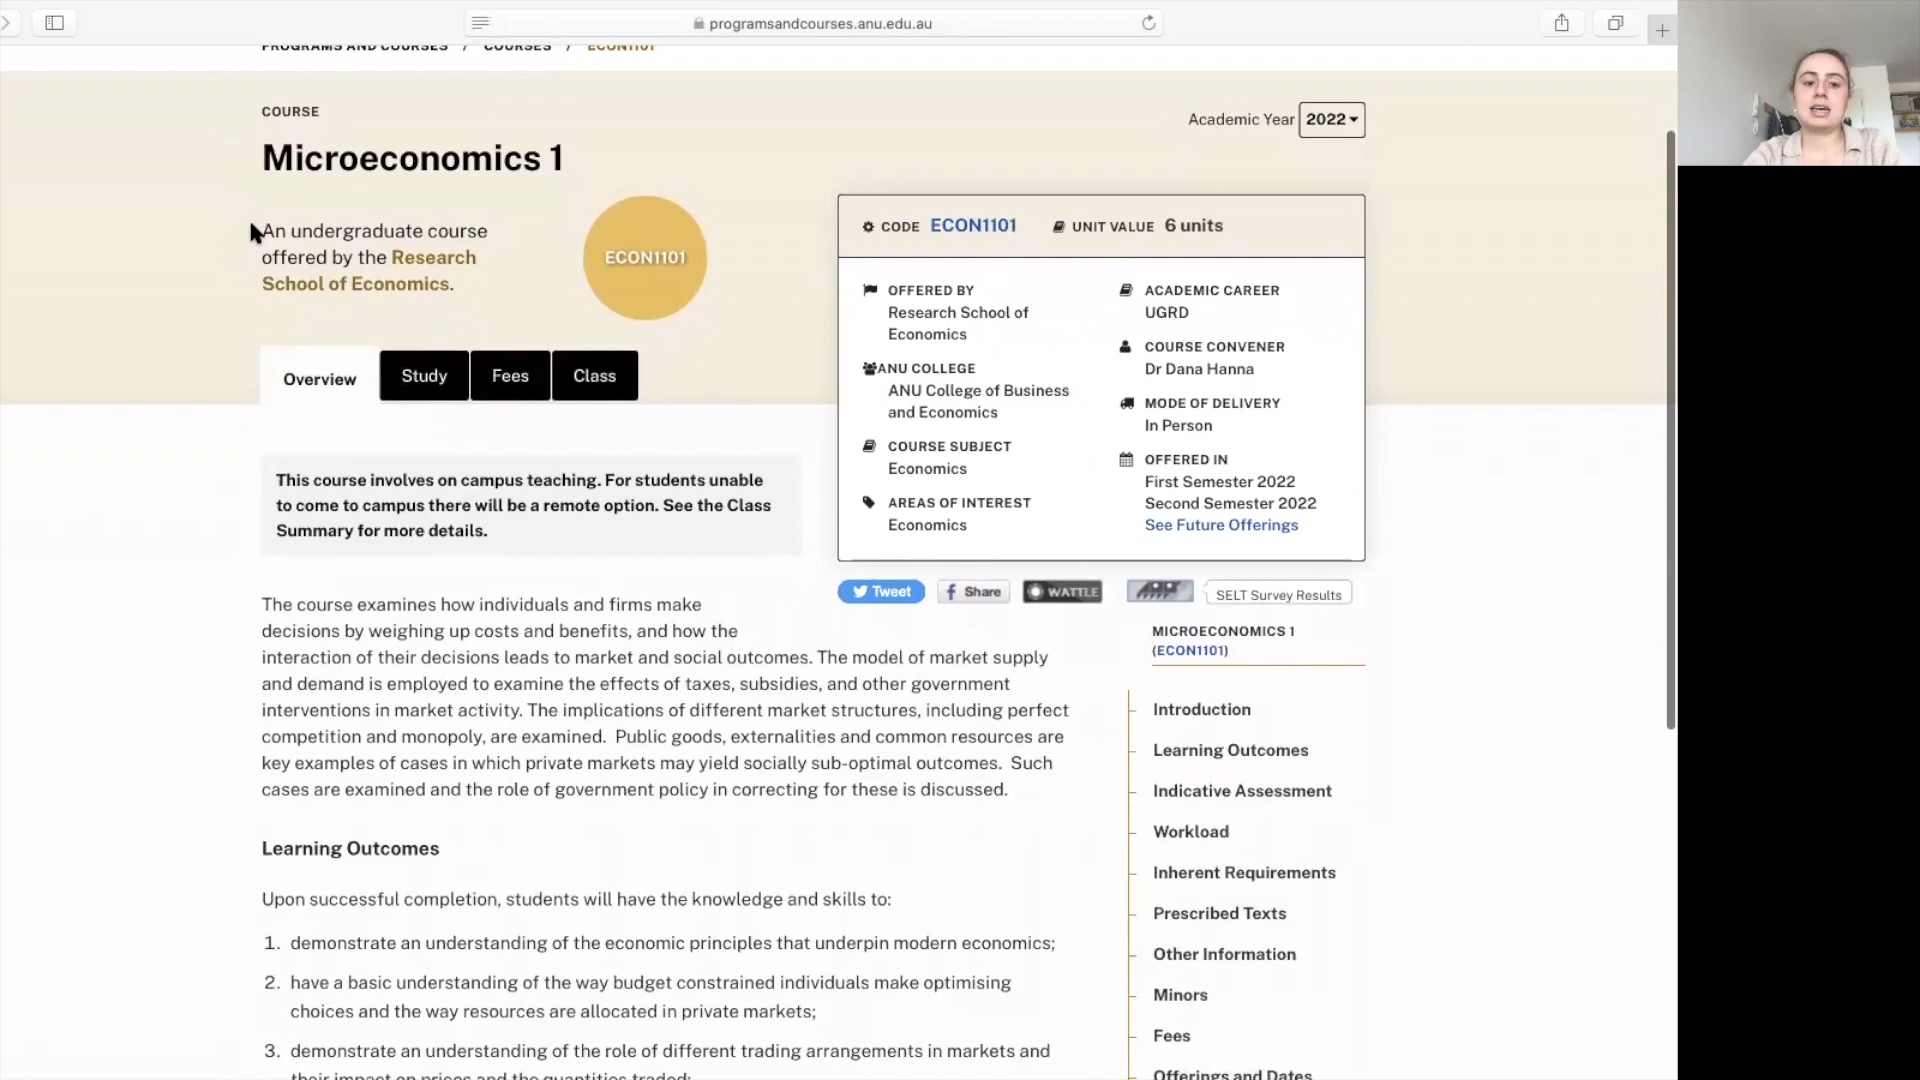 programsandcourses.anu.edu.au
PROGRAMS AND COURSES / COURSES / ECON1101
COURSE
Academic Year 2022
Microeconomics 1
An undergraduate course
offered by the Research
School of Economics.
ECON1101
CODE ECON1101 UNIT VALUE 6 units
OFFERED BY
Research School of
Economics
ANU COLLEGE
ANU College of Business
and Economics
COURSE SUBJECT
Economics
AREAS OF INTEREST
Economics
ACADEMIC CAREER
UGRD
COURSE CONVENER
Dr Dana Hanna
MODE OF DELIVERY
In Person
OFFERED IN
First Semester 2022
Second Semester 2022
See Future Offerings
Overview Study Fees Class
This course involves on campus teaching. For students unable
to come to campus there will be a remote option. See the Class
Summary for more details.
Tweet Share WATTLE SELT Survey Results
The course examines how individuals and firms make
decisions by weighing up costs and benefits, and how the
interaction of their decisions leads to market and social outcomes. The model of market supply
and demand is employed to examine the effects of taxes, subsidies, and other government
interventions in market activity. The implications of different market structures, including perfect
competition and monopoly, are examined. Public goods, externalities and common resources are
key examples of cases in which private markets may yield socially sub-optimal outcomes. Such
cases are examined and the role of government policy in correcting for these is discussed.
Learning Outcomes
Upon successful completion, students will have the knowledge and skills to:
1. demonstrate an understanding of the economic principles that underpin modern economics;
2. have a basic understanding of the way budget constrained individuals make optimising
choices and the way resources are allocated in private markets;
3. demonstrate an understanding of the role of different trading arrangements in markets and
their impact on prices and the quantities traded;
MICROECONOMICS 1
(ECON1101)
Introduction
Learning Outcomes
Indicative Assessment
Workload
Inherent Requirements
Prescribed Texts
Other Information
Minors
Fees
Offerings and Dates